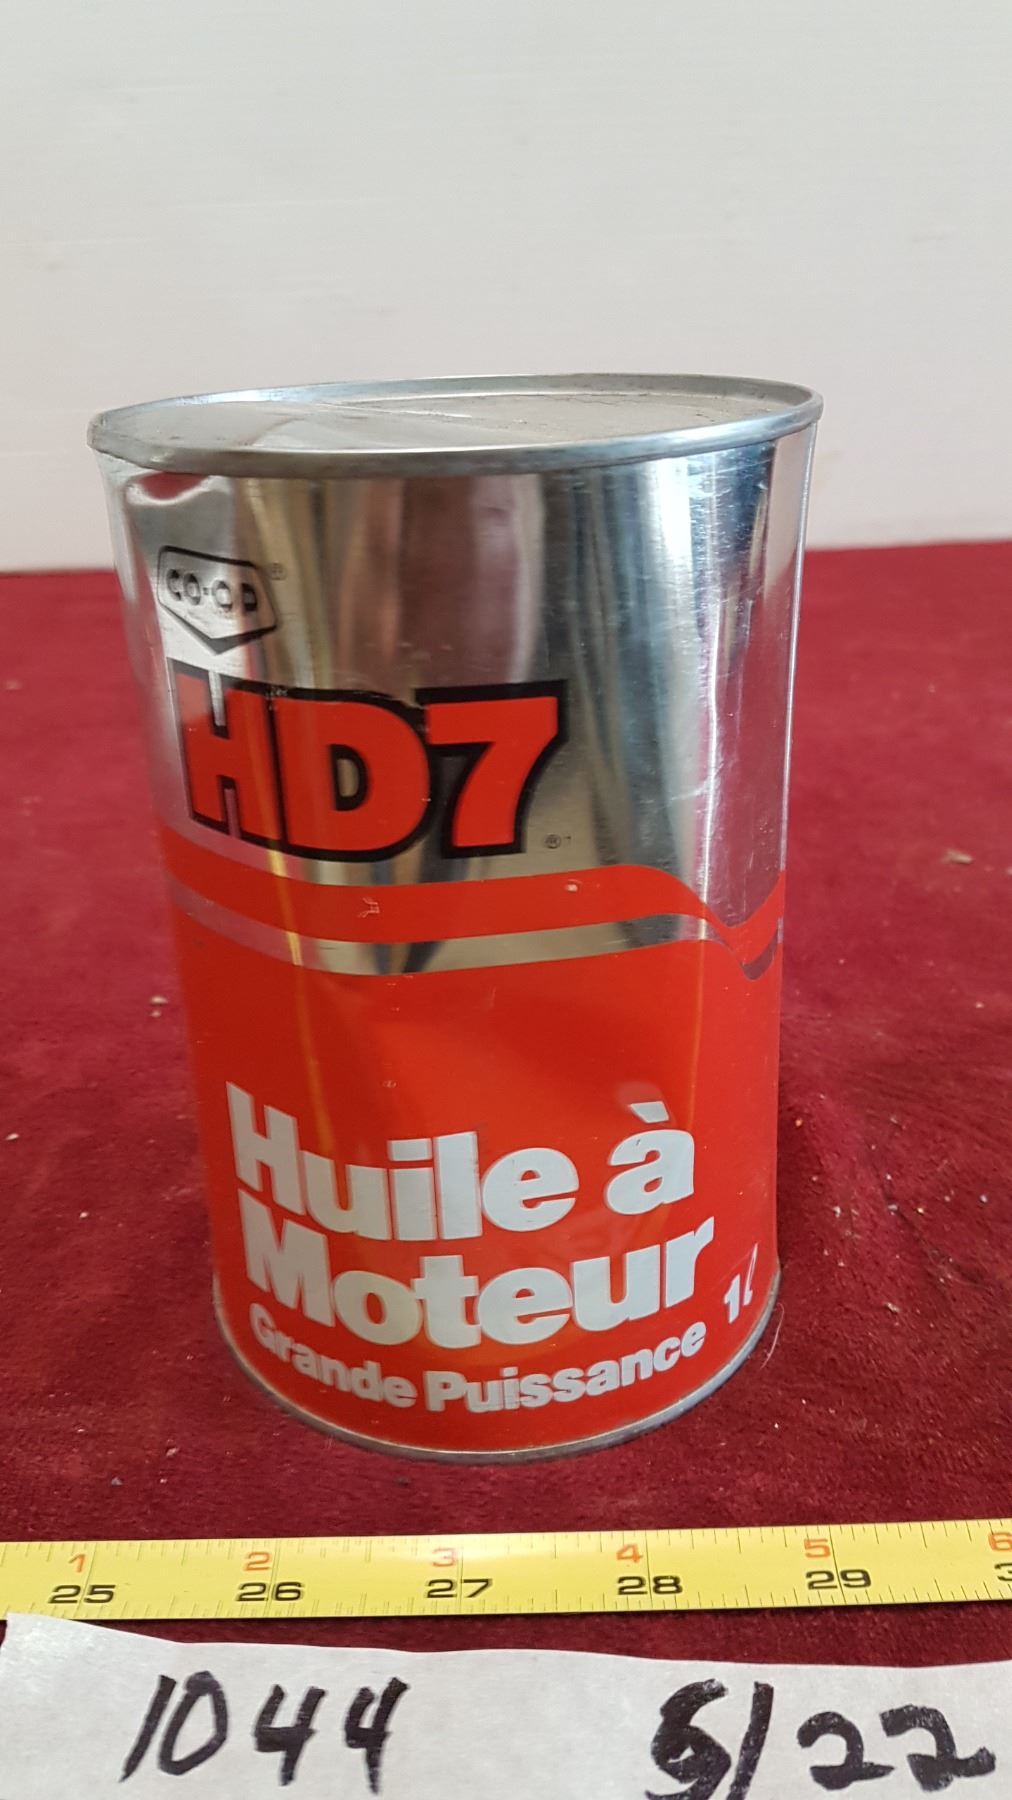 CO-OP ®
HD7 ®
Huile à
Moteur
Grande Puissance 1ℓ
1 2 3 4 5 6
25 26 27 28 29
1044 5/22